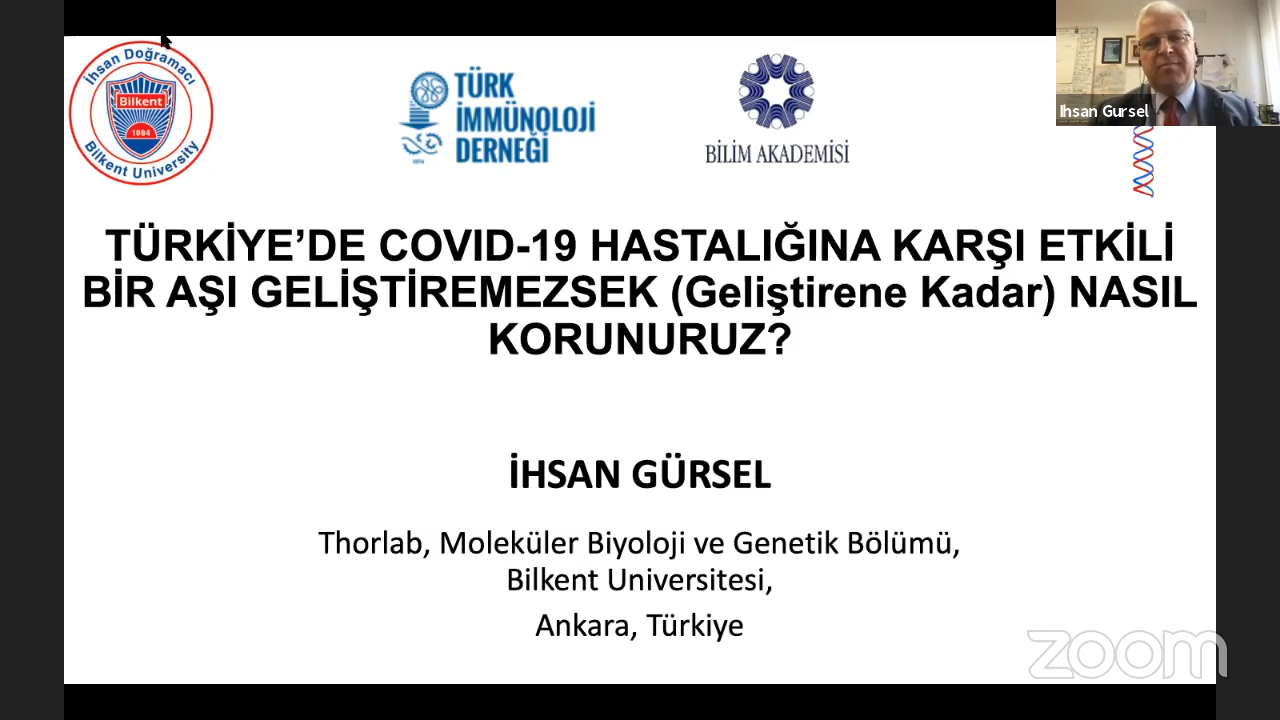 İhsan Doğramacı
Bilkent
1984
Bilkent University
TÜRK
İMMÜNOLOJİ
DERNEĞİ
BİLİM AKADEMİSİ
Ihsan Gursel
TÜRKİYE’DE COVID-19 HASTALIĞINA KARŞI ETKİLİ
BİR AŞI GELİŞTİREMEZSEK (Geliştirene Kadar) NASIL
KORUNURUZ?
İHSAN GÜRSEL
Thorlab, Moleküler Biyoloji ve Genetik Bölümü,
Bilkent Universitesi,
Ankara, Türkiye
zoom